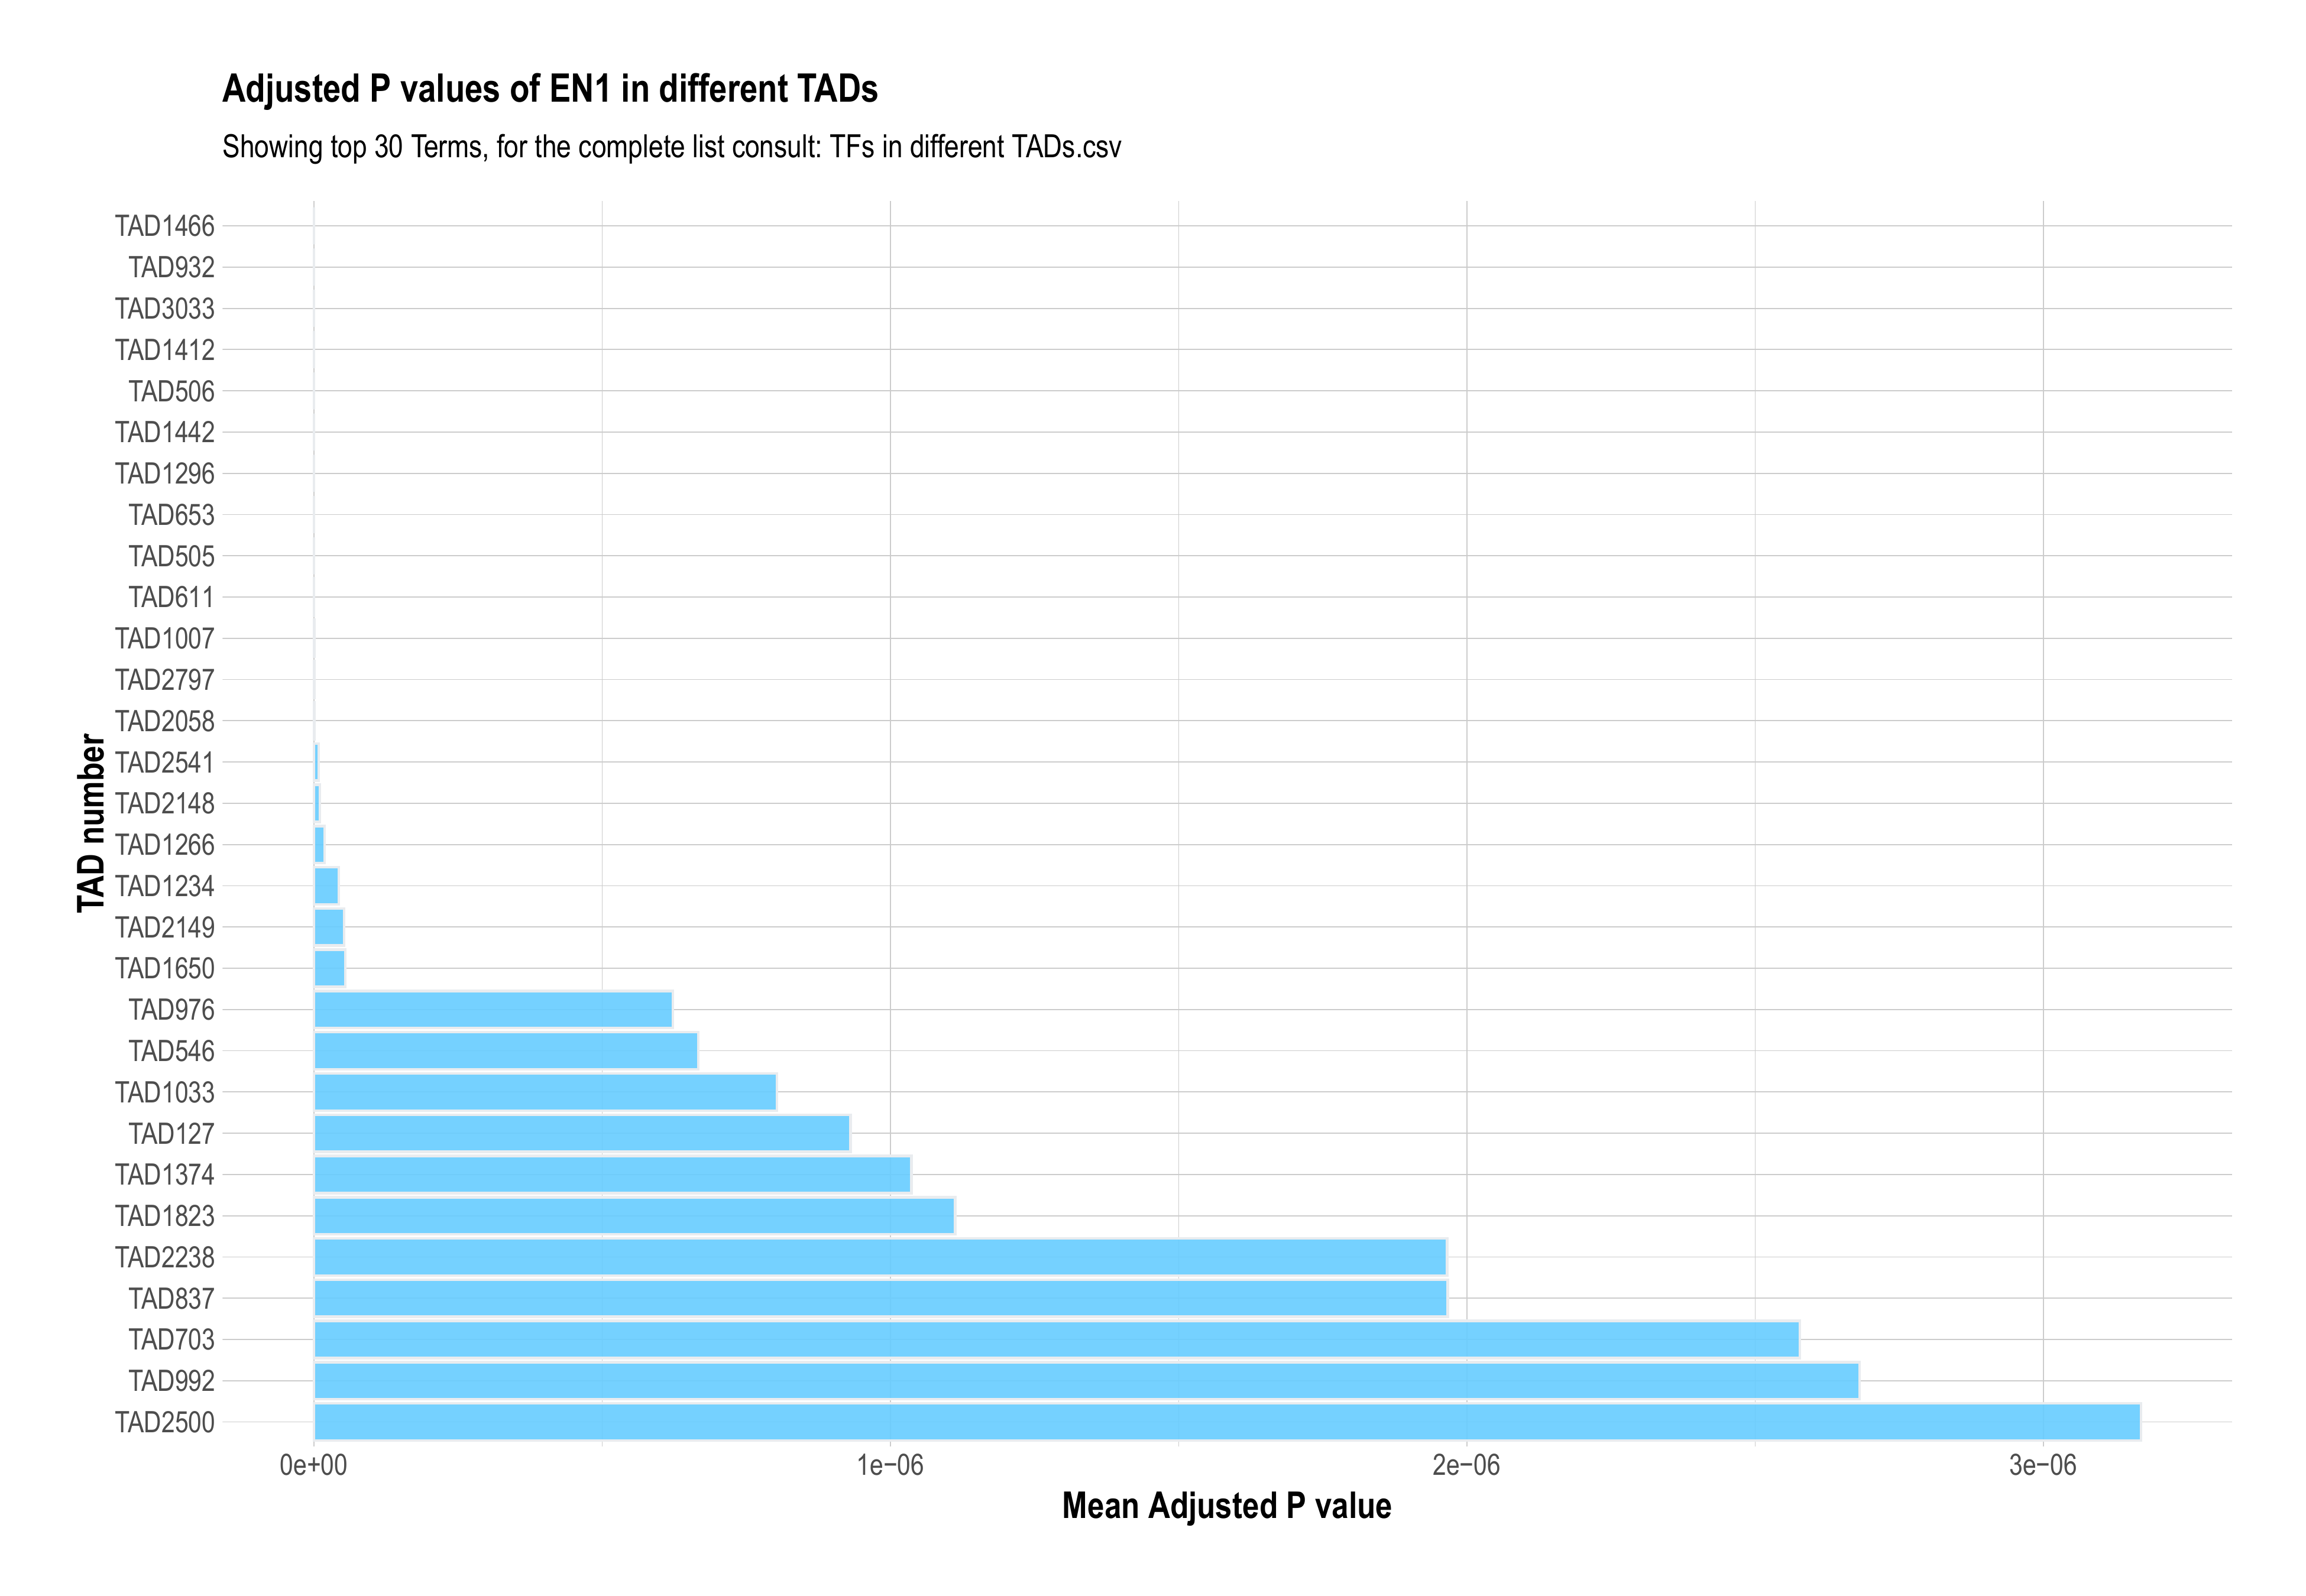 Adjusted P values of EN1 in different TADs
Showing top 30 Terms, for the complete list consult: TFs in different TADs.csv
TAD number
TAD1466
TAD932
TAD3033
TAD1412
TAD506
TAD1442
TAD1296
TAD653
TAD505
TAD611
TAD1007
TAD2797
TAD2058
TAD2541
TAD2148
TAD1266
TAD1234
TAD2149
TAD1650
TAD976
TAD546
TAD1033
TAD127
TAD1374
TAD1823
TAD2238
TAD837
TAD703
TAD992
TAD2500
0e+00 1e−06 2e−06 3e−06
Mean Adjusted P value